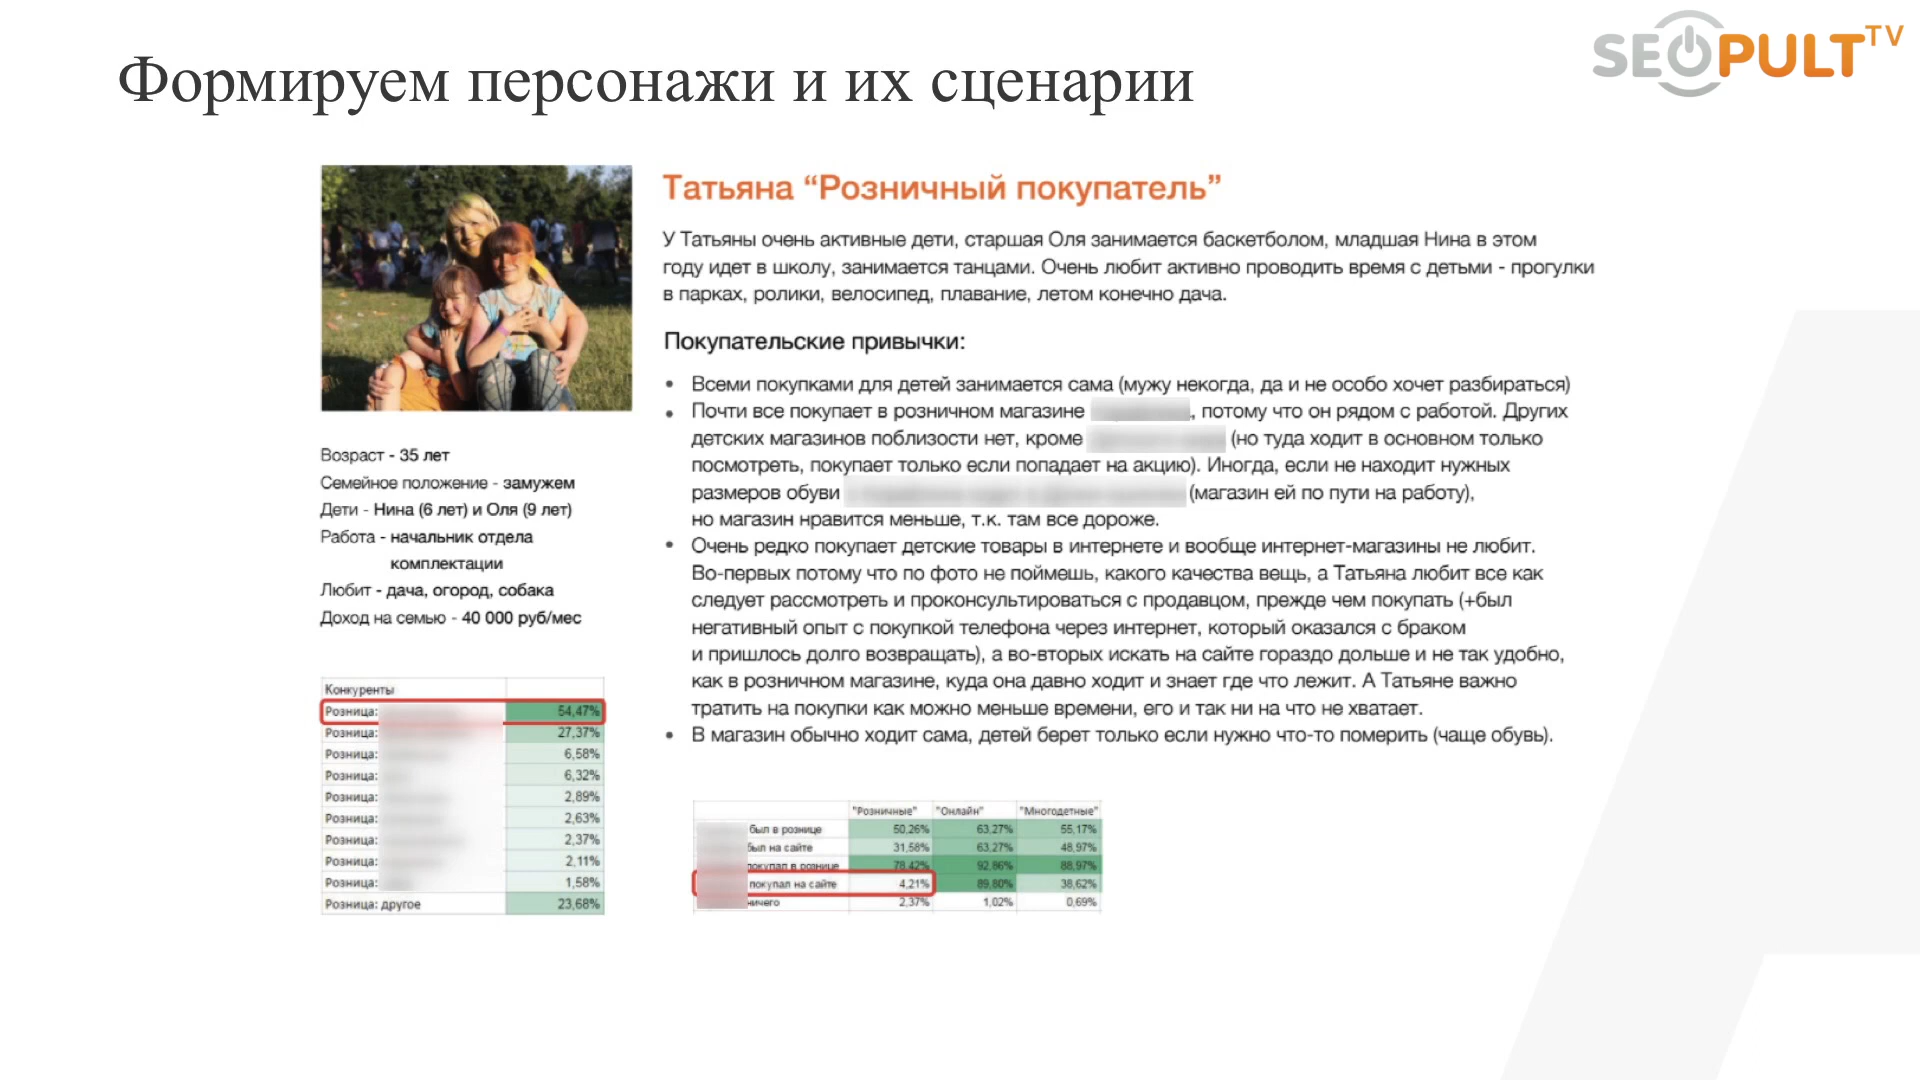 Формируем персонажи и их сценарии
SEOPULT TV
Татьяна “Розничный покупатель”
У Татьяны очень активные дети, старшая Оля занимается баскетболом, младшая Нина в этом
году идет в школу, занимается танцами. Очень любит активно проводить время с детьми - прогулки
в парках, ролики, велосипед, плавание, летом конечно дача.
Покупательские привычки:
• Всеми покупками для детей занимается сама (мужу некогда, да и не особо хочет разбираться)
• Почти все покупает в розничном магазине , потому что он рядом с работой. Других
детских магазинов поблизости нет, кроме (но туда ходит в основном только
посмотреть, покупает только если попадает на акцию). Иногда, если не находит нужных
размеров обуви (магазин ей по пути на работу),
но магазин нравится меньше, т.к. там все дороже.
• Очень редко покупает детские товары в интернете и вообще интернет-магазины не любит.
Во-первых потому что по фото не поймешь, какого качества вещь, а Татьяна любит все как
следует рассмотреть и проконсультироваться с продавцом, прежде чем покупать (+был
негативный опыт с покупкой телефона через интернет, который оказался с браком
и пришлось долго возвращать), а во-вторых искать на сайте гораздо дольше и не так удобно,
как в розничном магазине, куда она давно ходит и знает где что лежит. А Татьяне важно
тратить на покупки как можно меньше времени, его и так ни на что не хватает.
• В магазин обычно ходит сама, детей берет только если нужно что-то померить (чаще обувь).
Возраст - 35 лет
Семейное положение - замужем
Дети - Нина (6 лет) и Оля (9 лет)
Работа - начальник отдела
комплектации
Любит - дача, огород, собака
Доход на семью - 40 000 руб/мес
Конкуренты
Розница: 54,47%
Розница: 27,37%
Розница: 6,58%
Розница: 6,32%
Розница: 2,89%
Розница: 2,63%
Розница: 2,37%
Розница: 2,11%
Розница: 1,58%
Розница: другое 23,68%
"Розничные" "Онлайн" "Многодетные"
был в рознице 50,26% 63,27% 55,17%
был на сайте 31,58% 63,27% 48,97%
покупал в рознице 78,42% 92,86% 88,97%
покупал на сайте 4,21% 89,80% 38,62%
ничего 2,37% 1,02% 0,69%